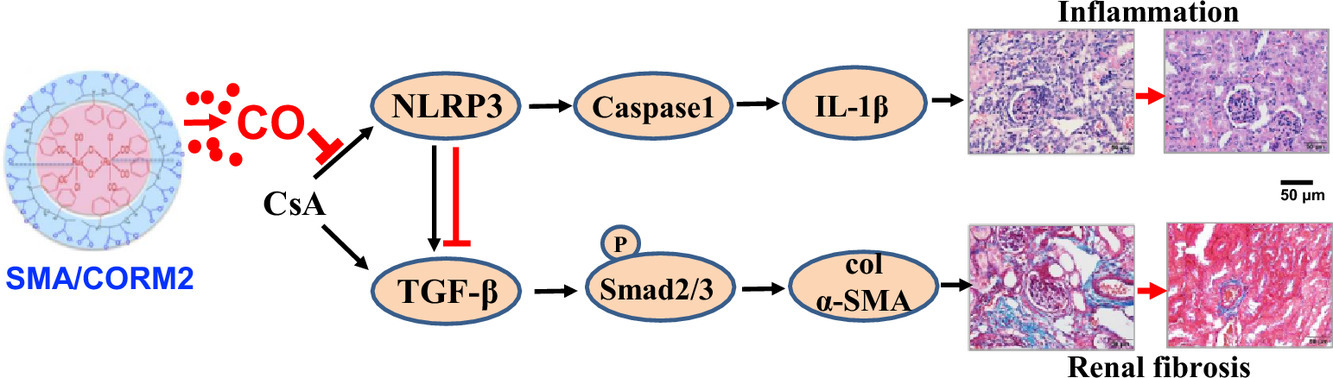 Inflammation
NLRP3
Caspase1
IL-1β
CO
CsA
50 µm
SMA/CORM2
P
TGF-β
Smad2/3
col
α-SMA
Renal fibrosis